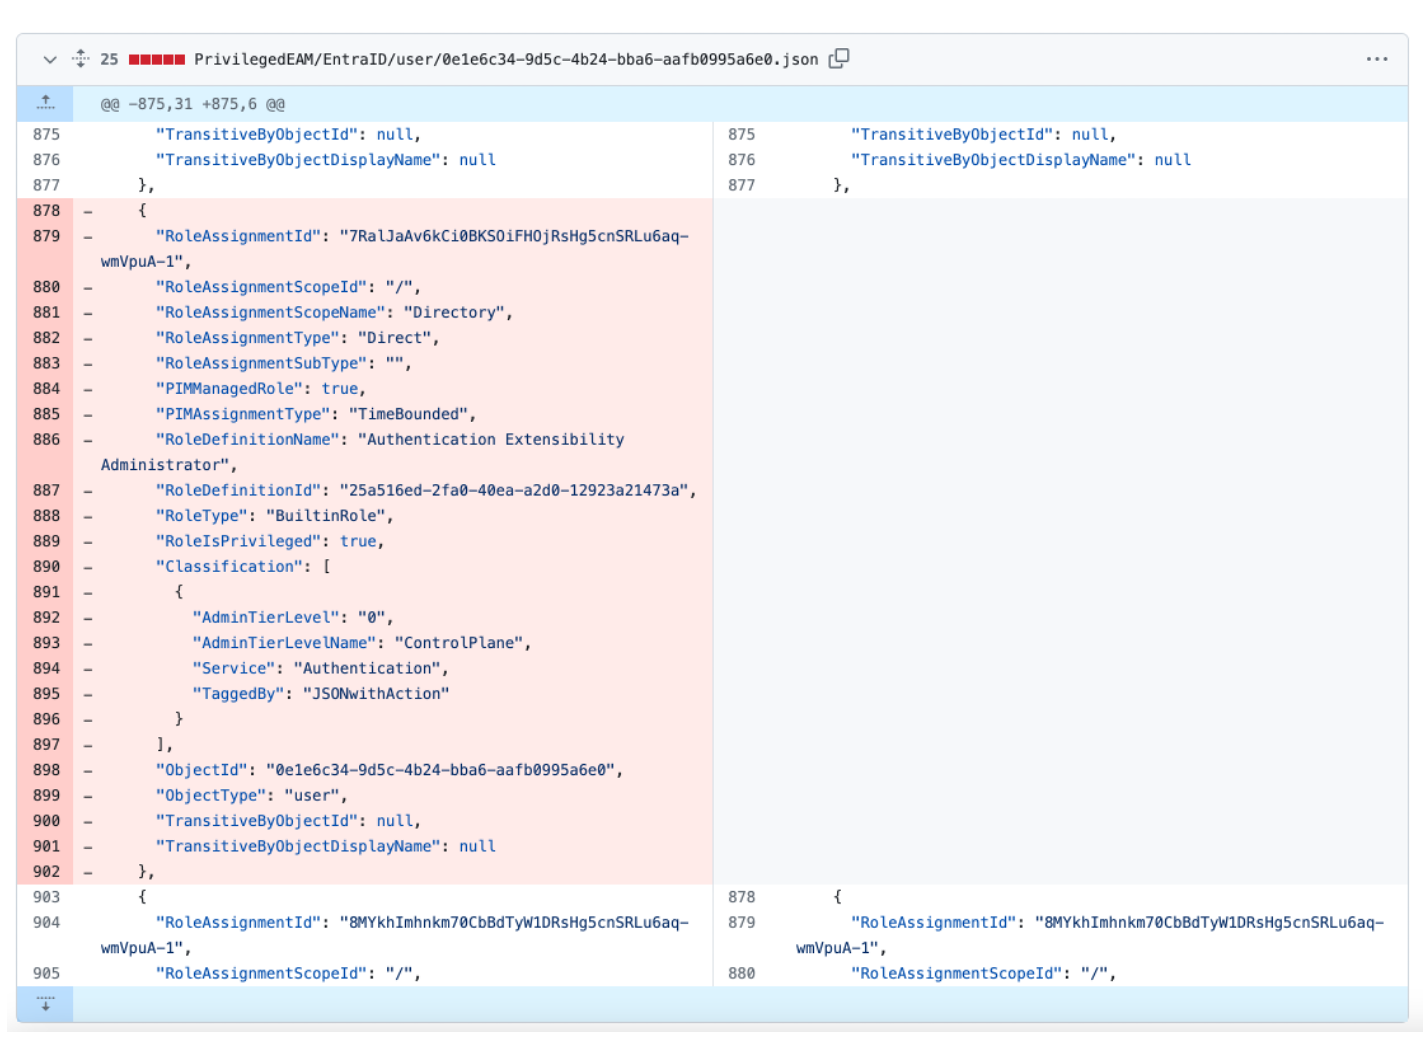 25 PrivilegedEAM/EntraID/user/0e1e6c34-9d5c-4b24-bba6-aafb0995a6e0.json
@@ -875,31 +875,6 @@
875 "TransitiveByObjectId": null,
876 "TransitiveByObjectDisplayName": null
877 },
878 - {
879 - "RoleAssignmentId": "7RalJaAv6kCi0BKSOiFHOjRsHg5cnSRLu6aq-
wmVpuA-1",
880 - "RoleAssignmentScopeId": "/",
881 - "RoleAssignmentScopeName": "Directory",
882 - "RoleAssignmentType": "Direct",
883 - "RoleAssignmentSubType": "",
884 - "PIMManagedRole": true,
885 - "PIMAssignmentType": "TimeBounded",
886 - "RoleDefinitionName": "Authentication Extensibility
Administrator",
887 - "RoleDefinitionId": "25a516ed-2fa0-40ea-a2d0-12923a21473a",
888 - "RoleType": "BuiltinRole",
889 - "RoleIsPrivileged": true,
890 - "Classification": [
891 - {
892 - "AdminTierLevel": "0",
893 - "AdminTierLevelName": "ControlPlane",
894 - "Service": "Authentication",
895 - "TaggedBy": "JSONwithAction"
896 - }
897 - ],
898 - "ObjectId": "0e1e6c34-9d5c-4b24-bba6-aafb0995a6e0",
899 - "ObjectType": "user",
900 - "TransitiveByObjectId": null,
901 - "TransitiveByObjectDisplayName": null
902 - },
903 {
904 "RoleAssignmentId": "8MYkhImhnkm70CbBdTyW1DRsHg5cnSRLu6aq-
wmVpuA-1",
905 "RoleAssignmentScopeId": "/",
875 "TransitiveByObjectId": null,
876 "TransitiveByObjectDisplayName": null
877 },
878 {
879 "RoleAssignmentId": "8MYkhImhnkm70CbBdTyW1DRsHg5cnSRLu6aq-
wmVpuA-1",
880 "RoleAssignmentScopeId": "/",